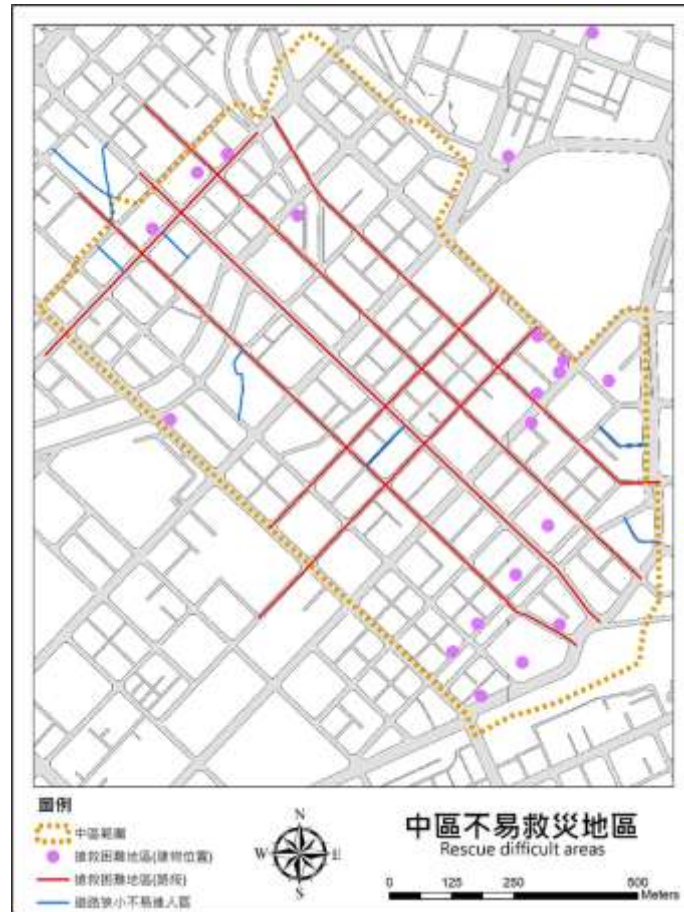 圖例
中區範圍
搶救困難地區(建物位置)
搶救困難地區(路段)
道路狹小不易進入區
N
W
E
S
中區不易救災地區
Rescue difficult areas
0 125 250 500
Meters